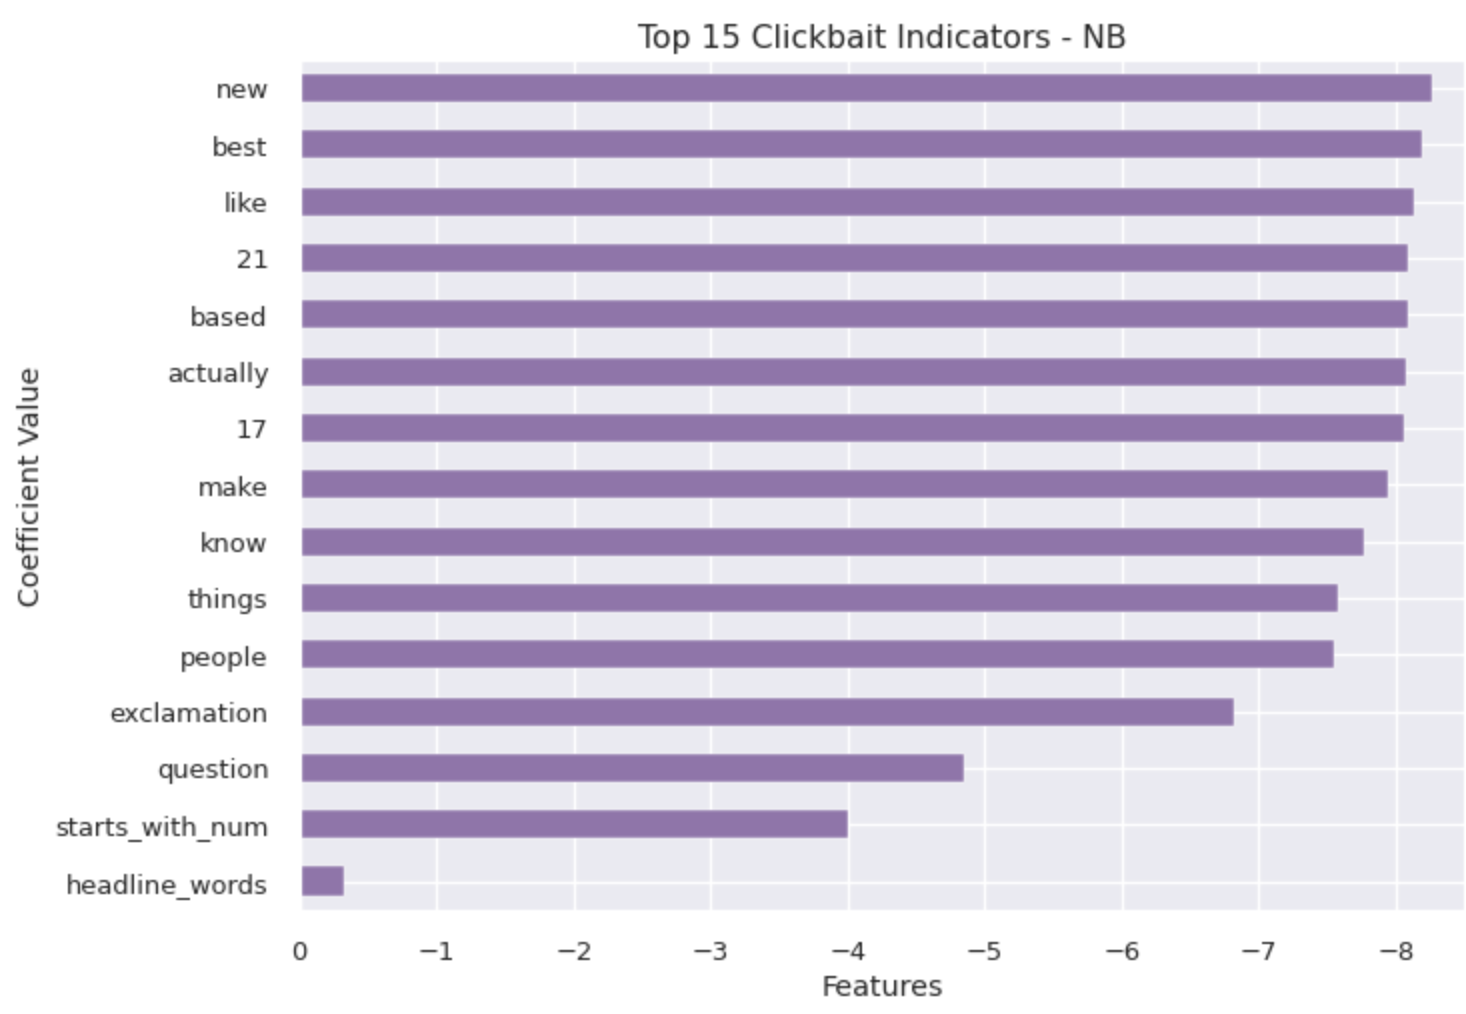 Top 15 Clickbait Indicators - NB
new
best
like
21
based
actually
17
make
know
things
people
exclamation
question
starts_with_num
headline_words
Coefficient Value
0 −1 −2 −3 −4 −5 −6 −7 −8
Features